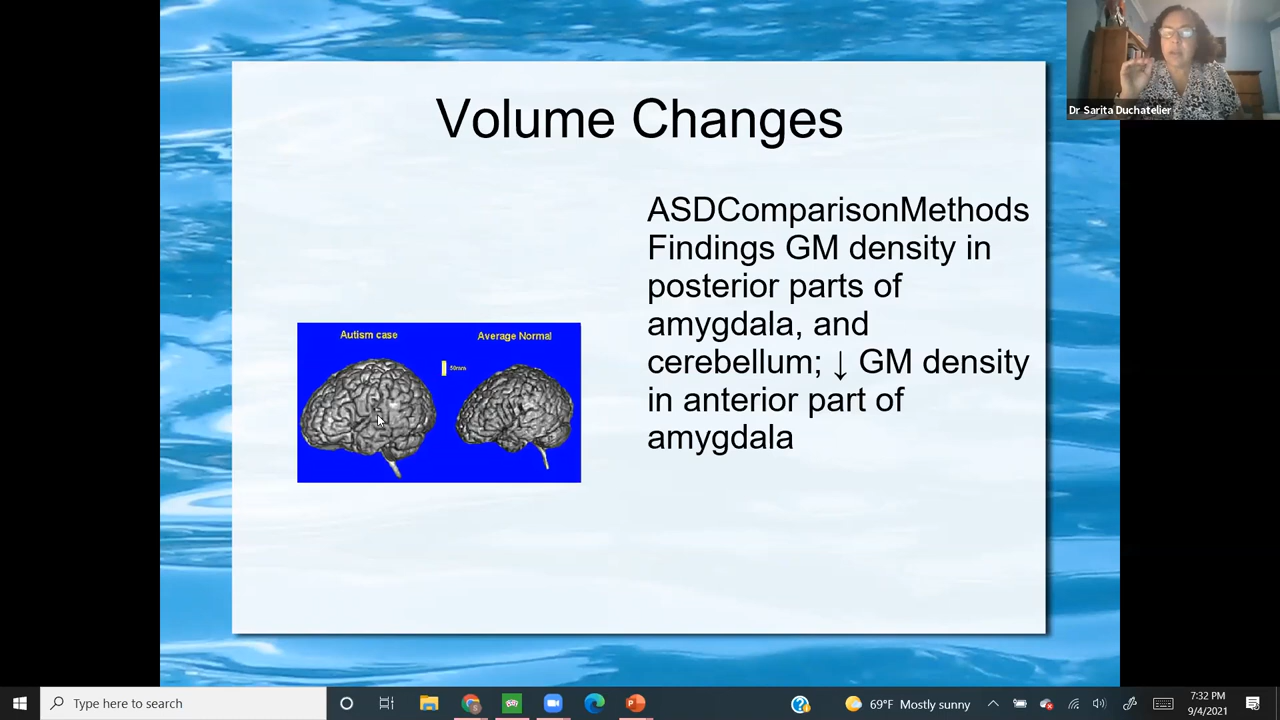 Dr Sarita Duchatelier
Volume Changes
ASDComparisonMethods
Findings GM density in
posterior parts of
amygdala, and
cerebellum; ↓ GM density
in anterior part of
amygdala
Autism case
Average Normal
50mm
Type here to search
69°F Mostly sunny
7:32 PM
9/4/2021